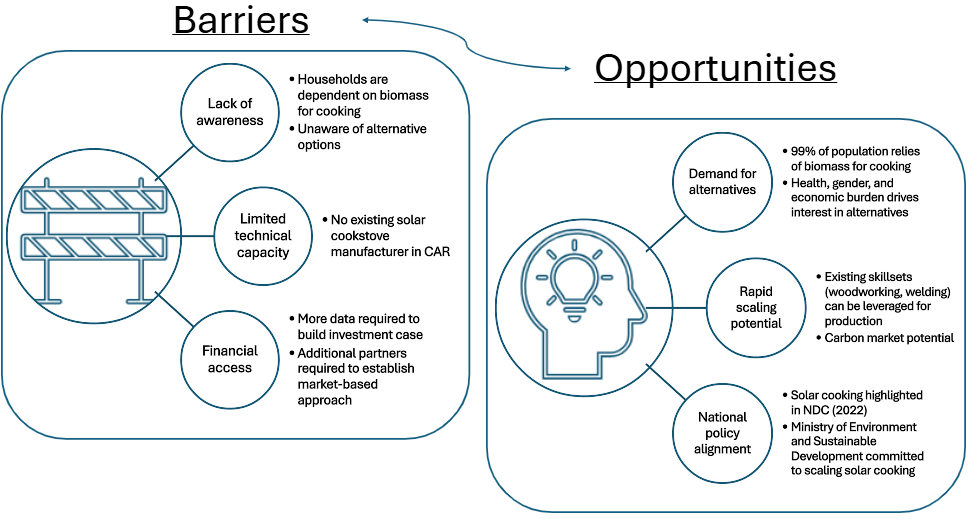 Barriers
Lack of
awareness
• Households are
dependent on biomass
for cooking
• Unaware of alternative
options
Limited
technical
capacity
• No existing solar
cookstove
manufacturer in CAR
Financial
access
• More data required to
build investment case
• Additional partners
required to establish
market-based
approach
Opportunities
Demand for
alternatives
• 99% of population relies
of biomass for cooking
• Health, gender, and
economic burden drives
interest in alternatives
Rapid
scaling
potential
• Existing skillsets
(woodworking, welding)
can be leveraged for
production
• Carbon market potential
National
policy
alignment
• Solar cooking highlighted
in NDC (2022)
• Ministry of Environment
and Sustainable
Development committed
to scaling solar cooking